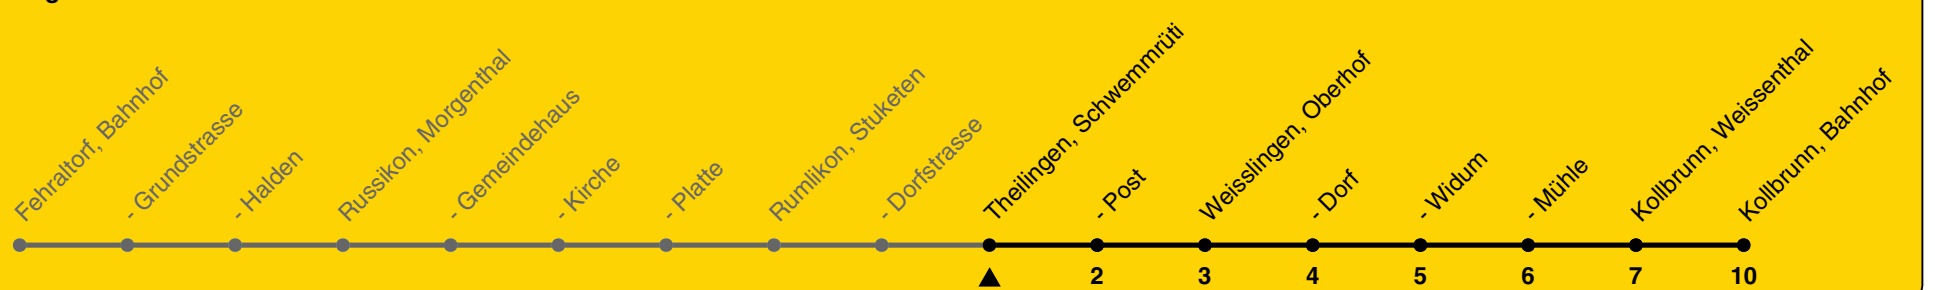 Fehraltorf, Bahnhof
- Grundstrasse
- Halden
Russikon, Morgenthal
- Gemeindehaus
- Kirche
- Platte
Rumlikon, Stuketen
- Dorfstrasse
Theilingen, Schwemmrüti
- Post
Weisslingen, Oberhof
- Dorf
- Widum
- Mühle
Kollbrunn, Weissenthal
Kollbrunn, Bahnhof
2 3 4 5 6 7 10